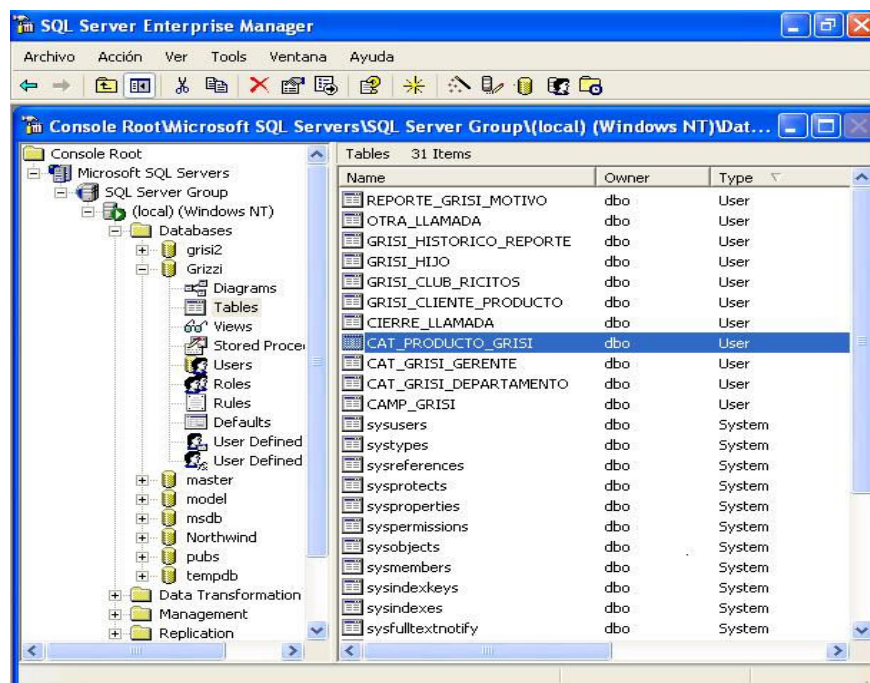 SQL Server Enterprise Manager
Archivo Acción Ver Tools Ventana Ayuda
Console Root\Microsoft SQL Servers\SQL Server Group\(local) (Windows NT)\Dat...
Console Root
Microsoft SQL Servers
SQL Server Group
(local) (Windows NT)
Databases
grisi2
Grizzi
Diagrams
Tables
Views
Stored Proce
Users
Roles
Rules
Defaults
User Defined
User Defined
master
model
msdb
Northwind
pubs
tempdb
Data Transformation
Management
Replication
Tables 31 Items
Name Owner Type
REPORTE_GRISI_MOTIVO dbo User
OTRA_LLAMADA dbo User
GRISI_HISTORICO_REPORTE dbo User
GRISI_HIJO dbo User
GRISI_CLUB_RICITOS dbo User
GRISI_CLIENTE_PRODUCTO dbo User
CIERRE_LLAMADA dbo User
CAT_PRODUCTO_GRISI dbo User
CAT_GRISI_GERENTE dbo User
CAT_GRISI_DEPARTAMENTO dbo User
CAMP_GRISI dbo User
sysusers dbo System
systypes dbo System
sysreferences dbo System
sysprotects dbo System
sysproperties dbo System
syspermissions dbo System
sysobjects dbo System
sysmembers dbo System
sysindexkeys dbo System
sysindexes dbo System
sysfulltextnotify dbo System